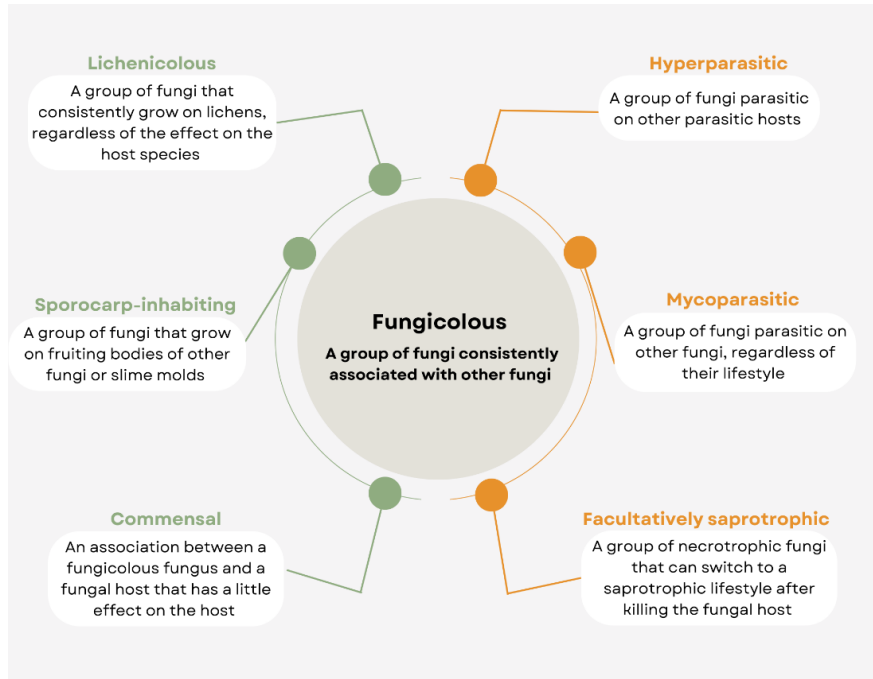 Lichenicolous
A group of fungi that
consistently grow on lichens,
regardless of the effect on the
host species
Sporocarp-inhabiting
A group of fungi that grow
on fruiting bodies of other
fungi or slime molds
Commensal
An association between a
fungicolous fungus and a
fungal host that has a little
effect on the host
Fungicolous
A group of fungi consistently
associated with other fungi
Hyperparasitic
A group of fungi parasitic
on other parasitic hosts
Mycoparasitic
A group of fungi parasitic on
other fungi, regardless of
their lifestyle
Facultatively saprotrophic
A group of necrotrophic fungi
that can switch to a
saprotrophic lifestyle after
killing the fungal host